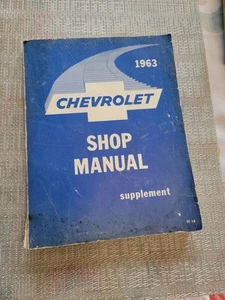 1963
CHEVROLET
SHOP
MANUAL
supplement